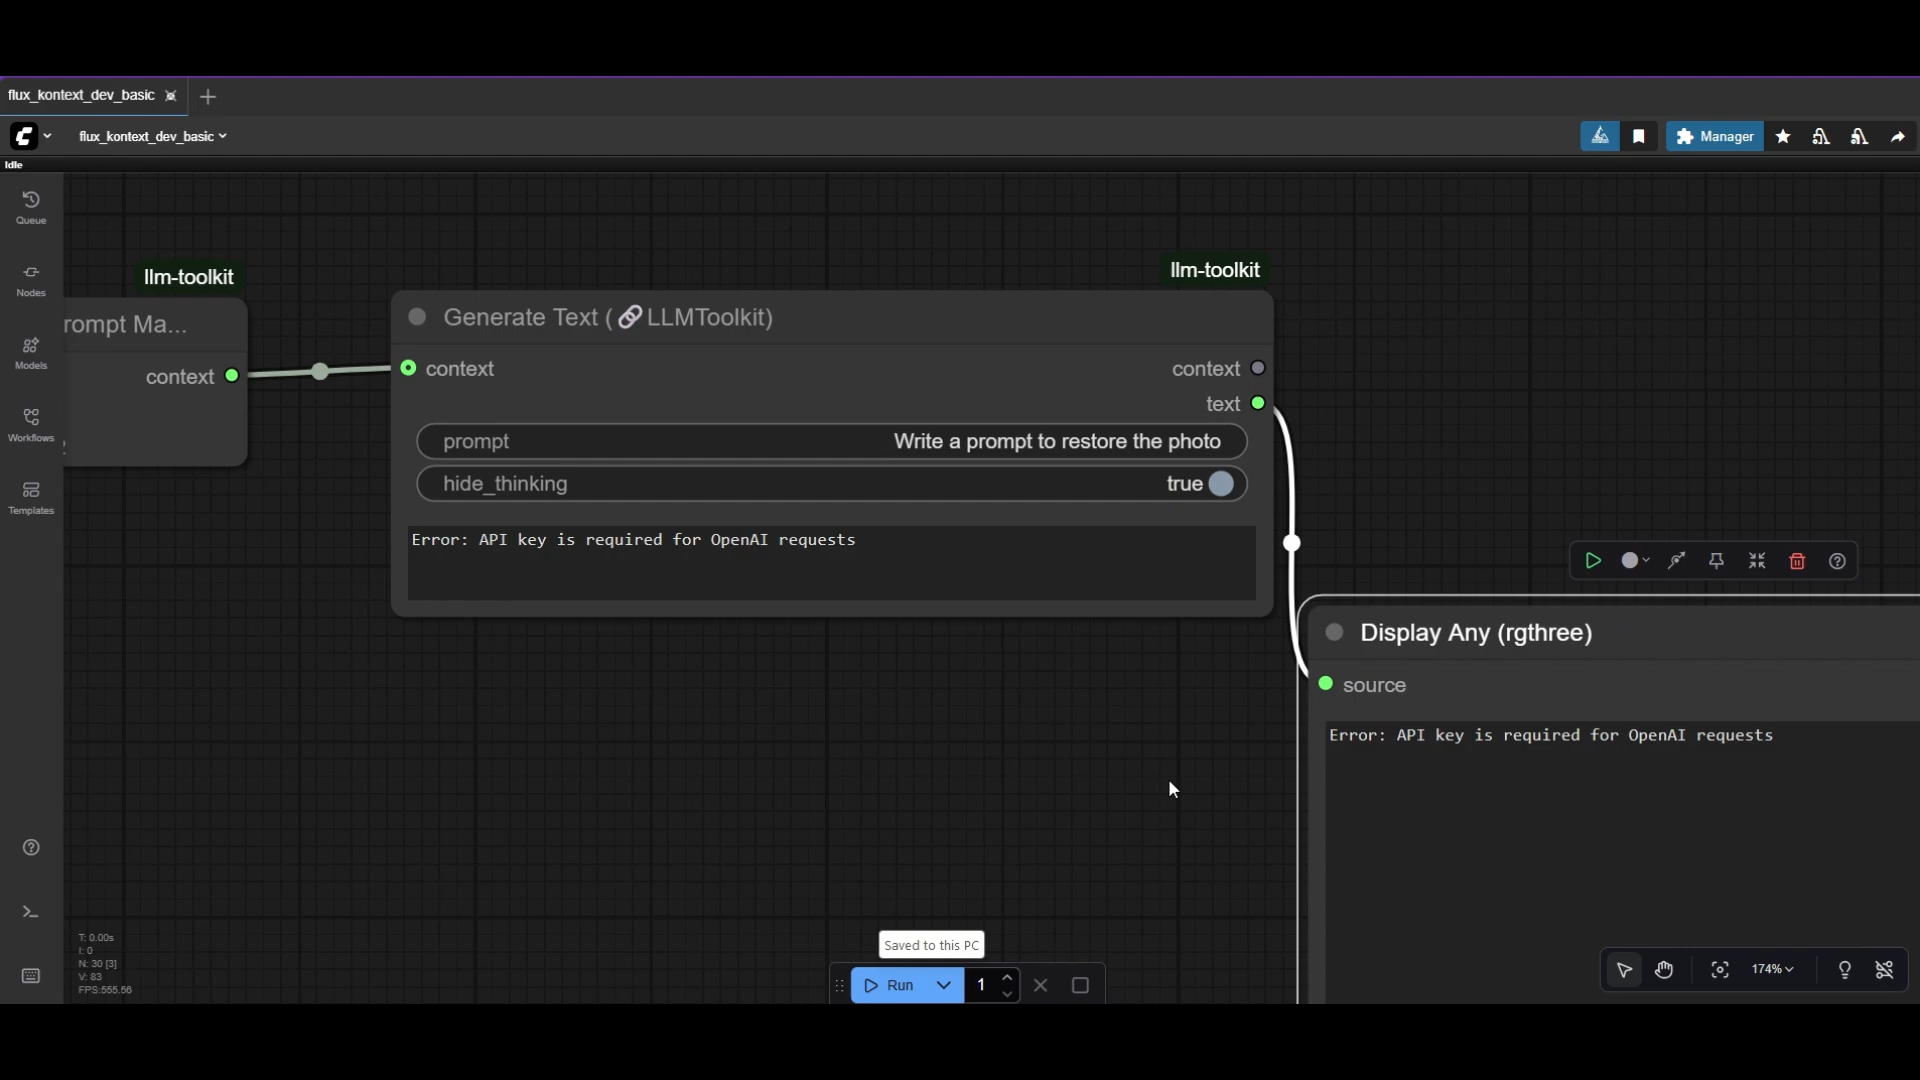 flux_kontext_dev_basic
flux_kontext_dev_basic
Manager
Idle
Queue
Nodes
Models
Workflows
Templates
llm-toolkit
rompt Ma...
context
llm-toolkit
Generate Text ( 🔗 LLMToolkit)
context
context
text
prompt
Write a prompt to restore the photo
hide_thinking
true
Error: API key is required for OpenAI requests
Display Any (rgthree)
source
Error: API key is required for OpenAI requests
T: 0.00s
I: 0
N: 30 [3]
V: 83
FPS:555.56
Saved to this PC
Run
1
174%